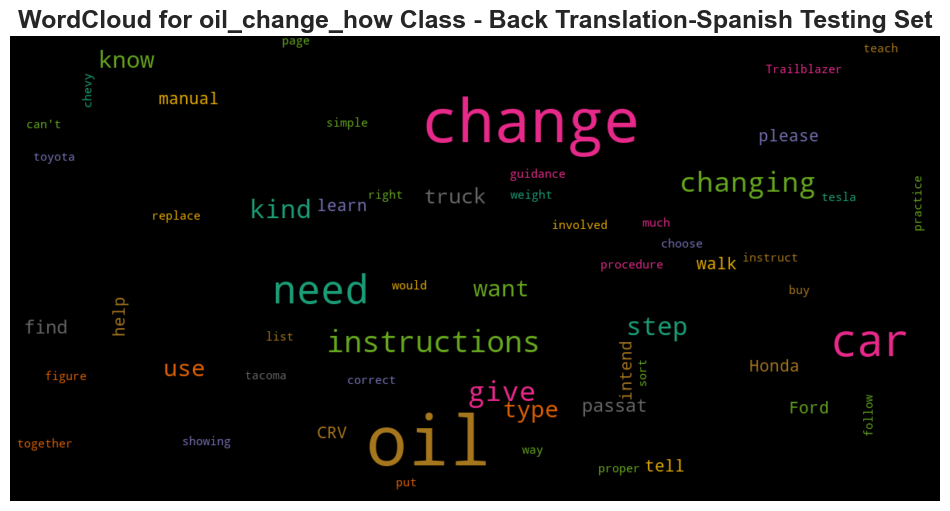 WordCloud for oil_change_how Class - Back Translation-Spanish Testing Set
page
teach
know
Trailblazer
chevy
manual
change
can't
simple
please
toyota
guidance
changing
practice
right
truck
weight
tesla
kind
learn
replace
involved
much
choose
procedure
walk
instruct
need
would
want
buy
help
find
list
instructions
step
car
intend
sort
use
figure
tacoma
correct
Honda
give
type
passat
Ford
follow
together
showing
CRV
oil
way
proper
tell
put